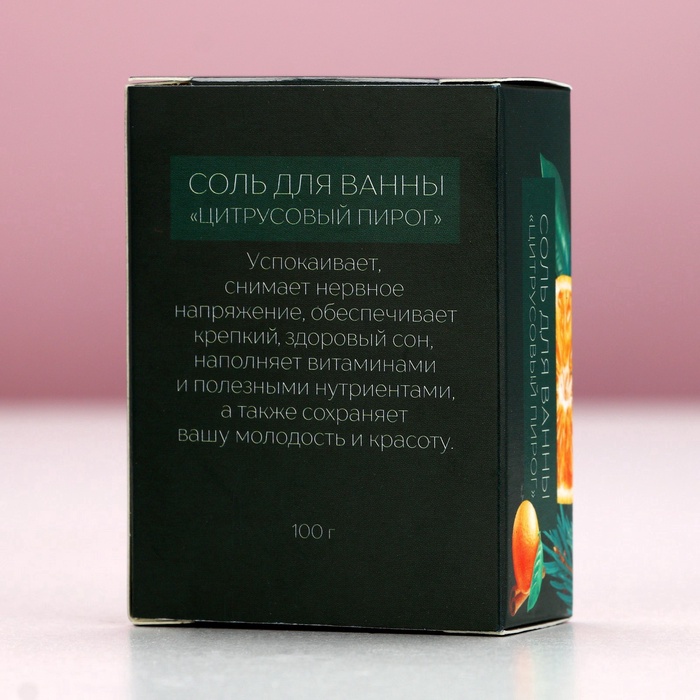 СОЛЬ ДЛЯ ВАННЫ
«ЦИТРУСОВЫЙ ПИРОГ»
Успокаивает,
снимает нервное
напряжение, обеспечивает
крепкий, здоровый сон,
наполняет витаминами
и полезными нутриентами,
а также сохраняет
вашу молодость и красоту.
100 г
СОЛЬ ДЛЯ ВАННЫ
«ЦИТРУСОВЫЙ ПИРОГ»